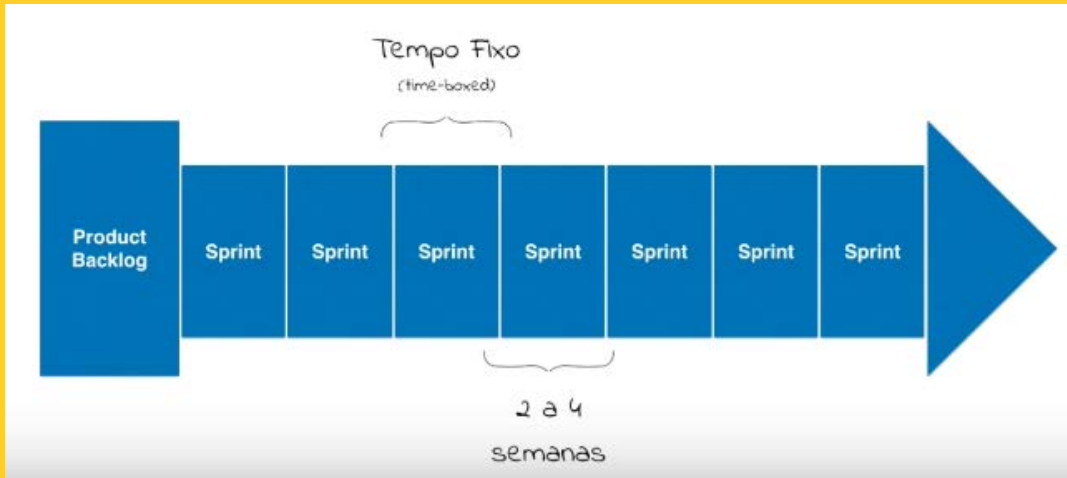 Tempo Fixo
(time-boxed)
Product
Backlog
Sprint
Sprint
Sprint
Sprint
Sprint
Sprint
Sprint
2 a 4
semanas